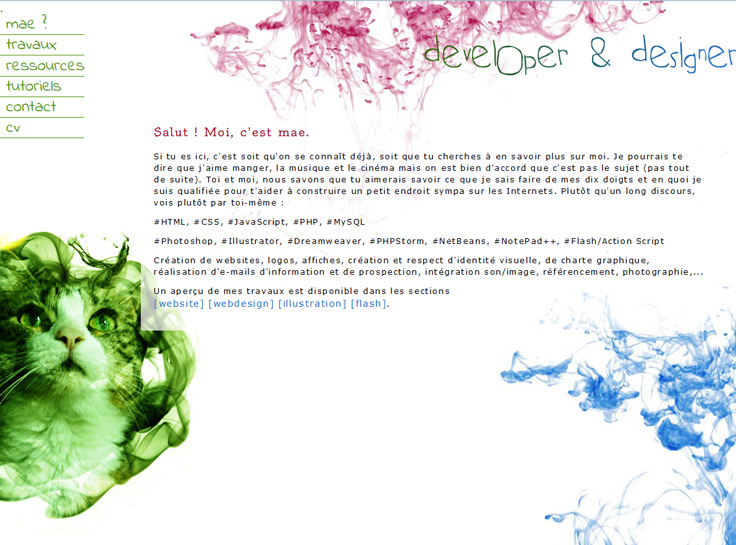 mae ?
travaux
ressources
tutoriels
contact
cv
developer & designer
Salut ! Moi, c'est mae.
Si tu es ici, c'est soit qu'on se connaît déjà, soit que tu cherches à en savoir plus sur moi. Je pourrais te
dire que j'aime manger, la musique et le cinéma mais on est bien d'accord que c'est pas le sujet (pas tout
de suite). Toi et moi, nous savons que tu aimerais savoir ce que je sais faire de mes dix doigts et en quoi je
suis qualifiée pour t'aider à construire un petit endroit sympa sur les Internets. Plutôt qu'un long discours,
vois plutôt par toi-même :
#HTML, #CSS, #JavaScript, #PHP, #MySQL
#Photoshop, #Illustrator, #Dreamweaver, #PHPStorm, #NetBeans, #NotePad++, #Flash/Action Script
Création de websites, logos, affiches, création et respect d'identité visuelle, de charte graphique,
réalisation d'e-mails d'information et de prospection, intégration son/image, référencement, photographie,...
Un aperçu de mes travaux est disponible dans les sections
[website] [webdesign] [illustration] [flash].